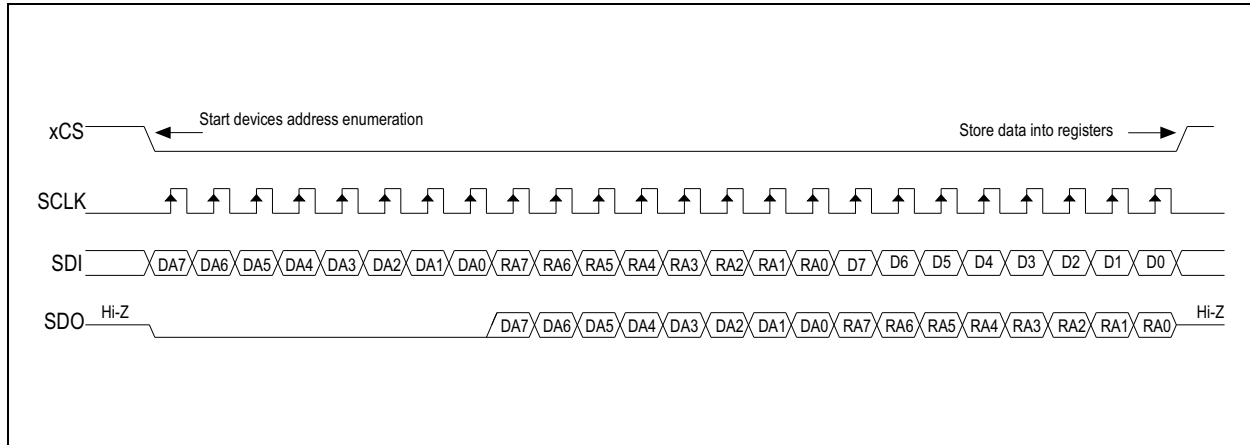 Start devices address enumeration
xCS
Store data into registers
SCLK
SDI DA7 DA6 DA5 DA4 DA3 DA2 DA1 DA0 RA7 RA6 RA5 RA4 RA3 RA2 RA1 RA0 D7 D6 D5 D4 D3 D2 D1 D0
SDO Hi-Z DA7 DA6 DA5 DA4 DA3 DA2 DA1 DA0 RA7 RA6 RA5 RA4 RA3 RA2 RA1 RA0 Hi-Z